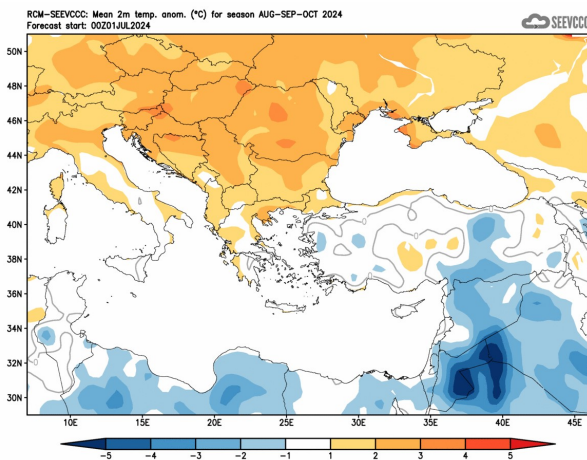 RCM-SEEVCCC: Mean 2m temp. anom. (°C) for season AUG-SEP-OCT 2024
Forecast start: 00Z01JUL2024
SEEVCCC
50N
48N
46N
44N
42N
40N
38N
36N
34N
32N
30N
10E 15E 20E 25E 30E 35E 40E 45E
-5 -4 -3 -2 -1 1 2 3 4 5